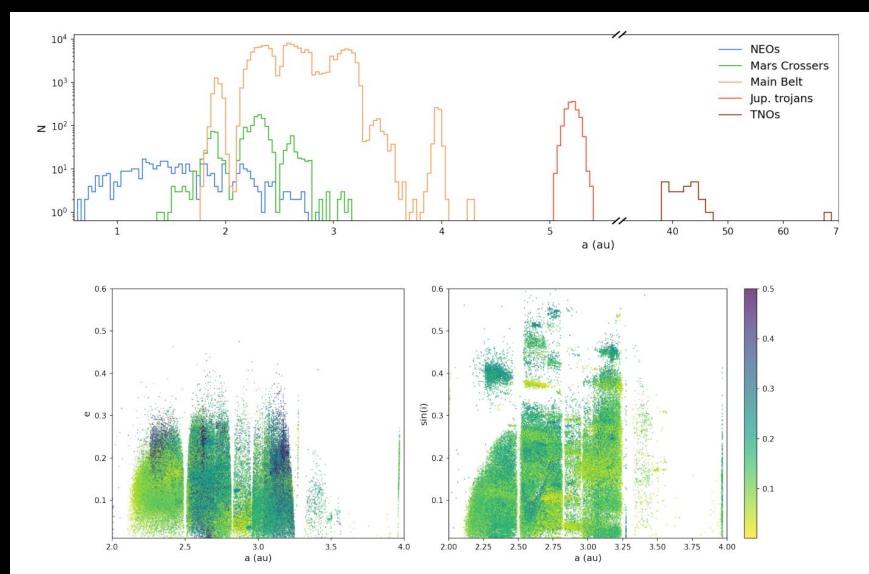 10⁴
10³
10²
10¹
10⁰
N
NEOs
Mars Crossers
Main Belt
Jup. trojans
TNOs
1 2 3 4 5 40 50 60 7
a (au)
0.6
0.5
0.4
0.3
0.2
0.1
e
2.0 2.5 3.0 3.5 4.0
a (au)
0.6
0.5
0.4
0.3
0.2
0.1
sin(i)
2.00 2.25 2.50 2.75 3.00 3.25 3.50 3.75 4.00
a (au)
0.5
0.4
0.3
0.2
0.1